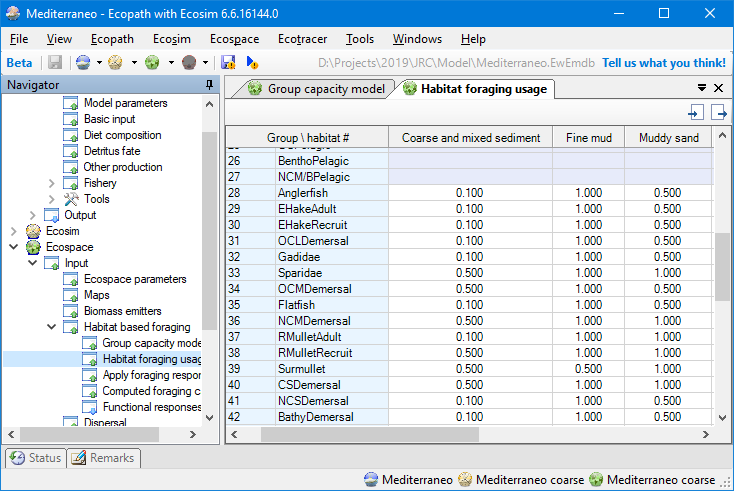 Mediterraneo - Ecopath with Ecosim 6.6.16144.0
File View Ecopath Ecosim Ecospace Ecotracer Tools Windows Help
Beta D:\Projects\2019\JRC\Model\Mediterraneo.EwEmdb Tell us what you think!
Navigator
Model parameters
Basic input
Diet composition
Detritus fate
Other production
Fishery
Tools
Output
Ecosim
Ecospace
Input
Ecospace parameters
Maps
Biomass emitters
Habitat based foraging
Group capacity mode
Habitat foraging usag
Apply foraging respor
Computed foraging c
Functional responses
Dispersal
Group capacity model Habitat foraging usage
Group \ habitat # Coarse and mixed sediment Fine mud Muddy sand
26 BenthoPelagic
27 NCM/BPelagic
28 Anglerfish 0.100 1.000 0.500
29 EHakeAdult 0.100 1.000 0.500
30 EHakeRecruit 0.100 1.000 0.500
31 OCLDemersal 0.100 1.000 0.500
32 Gadidae 0.100 1.000 0.500
33 Sparidae 0.500 1.000 1.000
34 OCMDemersal 0.500 1.000 0.500
35 Flatfish 0.100 1.000 0.500
36 NCMDemersal 0.500 1.000 1.000
37 RMulletAdult 0.100 1.000 1.000
38 RMulletRecruit 0.500 1.000 1.000
39 Surmullet 0.500 0.500 1.000
40 CSDemersal 0.500 1.000 1.000
41 NCSDemersal 0.100 1.000 0.500
42 BathyDemersal 0.100 1.000 0.500
Status Remarks
Mediterraneo Mediterraneo coarse Mediterraneo coarse